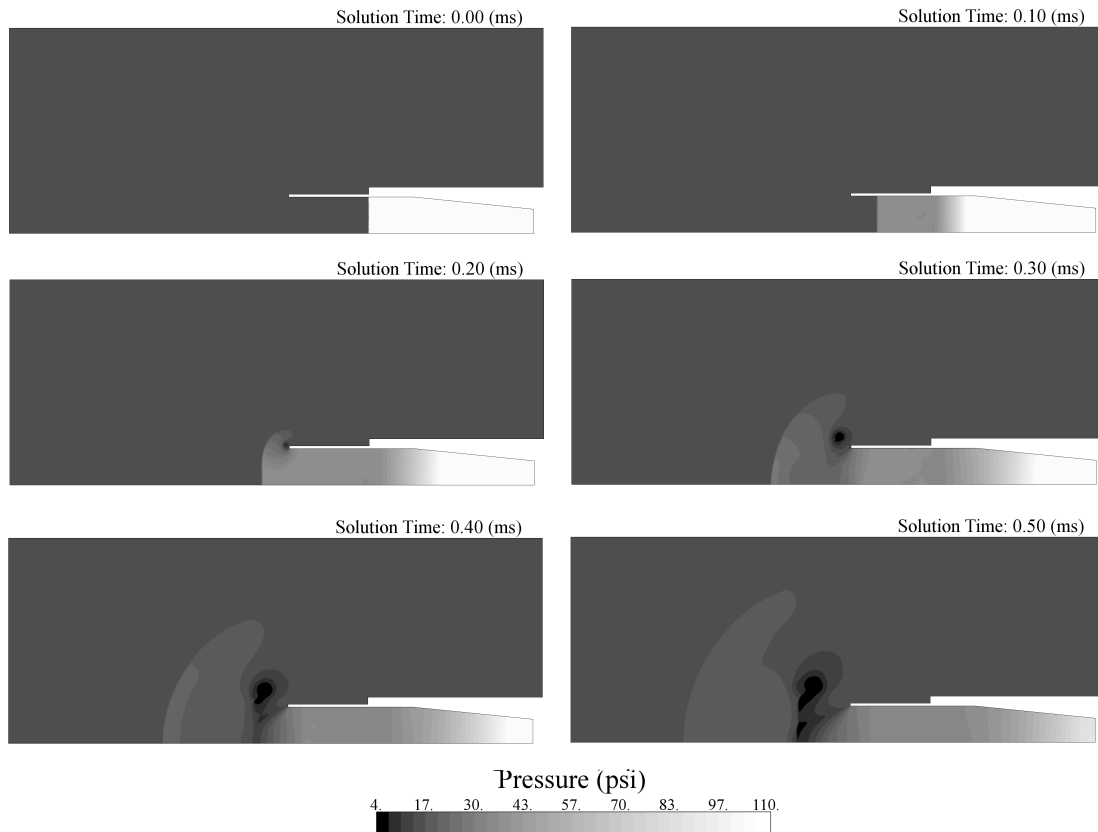 Solution Time: 0.00 (ms)
Solution Time: 0.10 (ms)
Solution Time: 0.20 (ms)
Solution Time: 0.30 (ms)
Solution Time: 0.40 (ms)
Solution Time: 0.50 (ms)
Pressure (psi)
4. 17. 30. 43. 57. 70. 83. 97. 110.